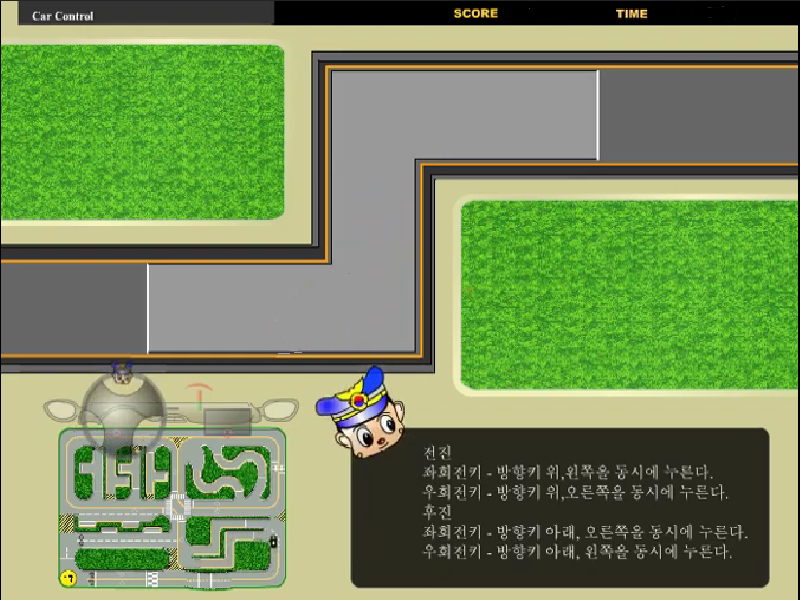 Car Control
SCORE
TIME
전진
좌회전키 - 방향키 위,왼쪽을 동시에 누른다.
우회전키 - 방향키 위,오른쪽을 동시에 누른다.
후진
좌회전키 - 방향키 아래, 오른쪽을 동시에 누른다.
우회전키 - 방향키 아래, 왼쪽을 동시에 누른다.